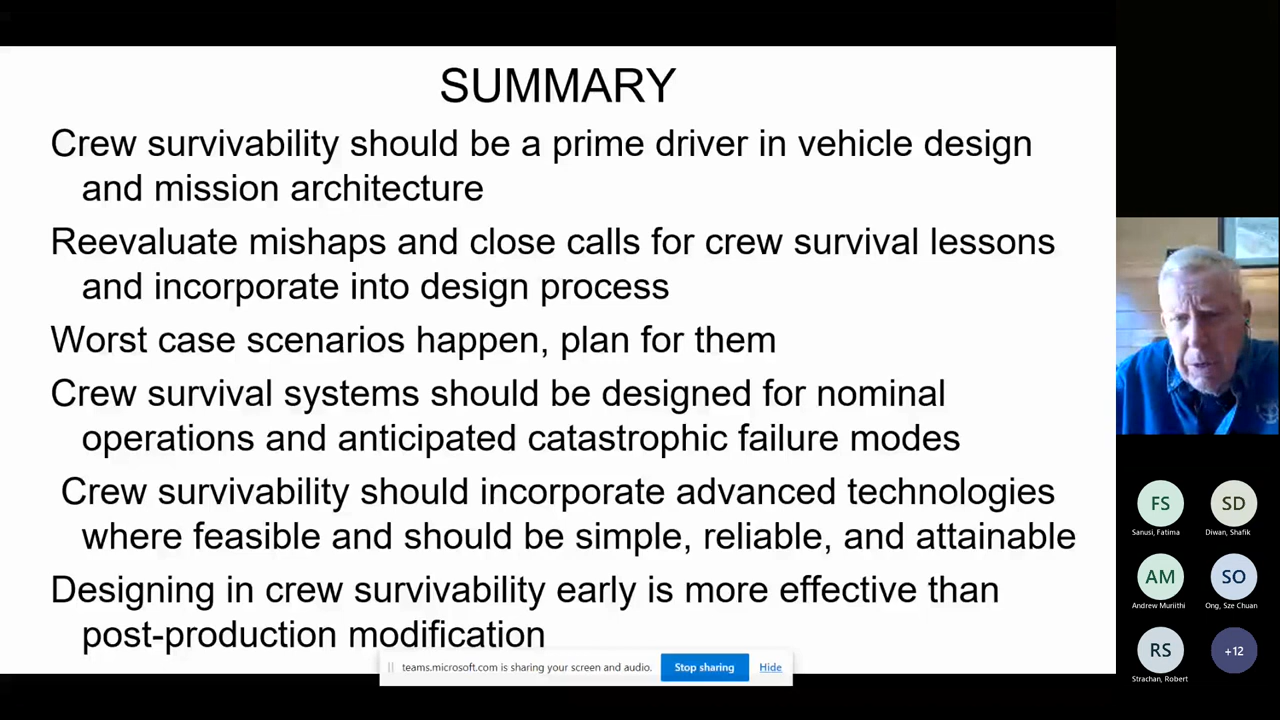 SUMMARY
Crew survivability should be a prime driver in vehicle design
and mission architecture
Reevaluate mishaps and close calls for crew survival lessons
and incorporate into design process
Worst case scenarios happen, plan for them
Crew survival systems should be designed for nominal
operations and anticipated catastrophic failure modes
Crew survivability should incorporate advanced technologies
where feasible and should be simple, reliable, and attainable
Designing in crew survivability early is more effective than
post-production modification
teams.microsoft.com is sharing your screen and audio.
Stop sharing
Hide
FS
SD
Sanusi, Fatima
Diwan, Shafik
AM
SO
Andrew Muriithi
Ong, Sze Chuan
RS
+12
Strachan, Robert